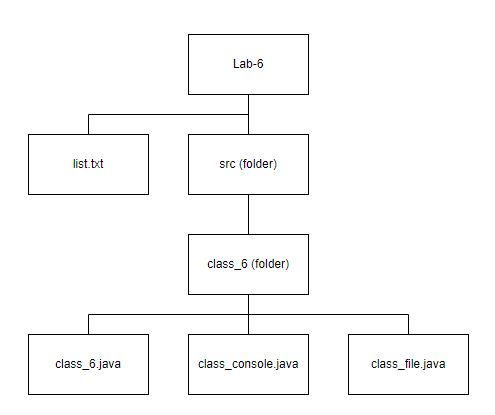 Lab-6
list.txt
src (folder)
class_6 (folder)
class_6.java
class_console.java
class_file.java